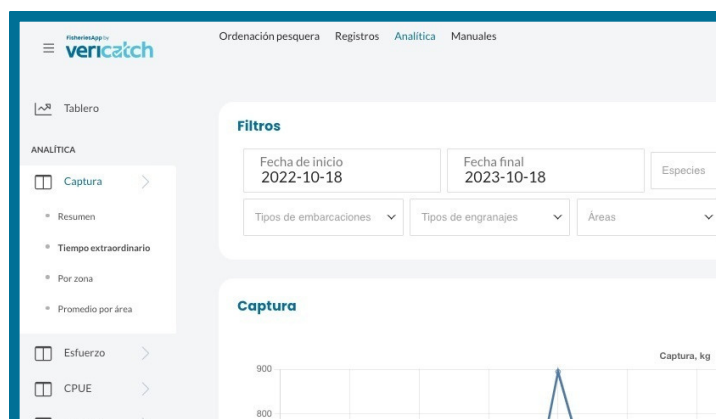 FisheriesApp by
vericatch
Ordenación pesquera Registros Analítica Manuales
Tablero
ANALÍTICA
Captura
Resumen
Tiempo extraordinario
Por zona
Promedio por área
Esfuerzo
CPUE
Filtros
Fecha de inicio
2022-10-18
Fecha final
2023-10-18
Especies
Tipos de embarcaciones
Tipos de engranajes
Áreas
Captura
Captura, kg
900
800